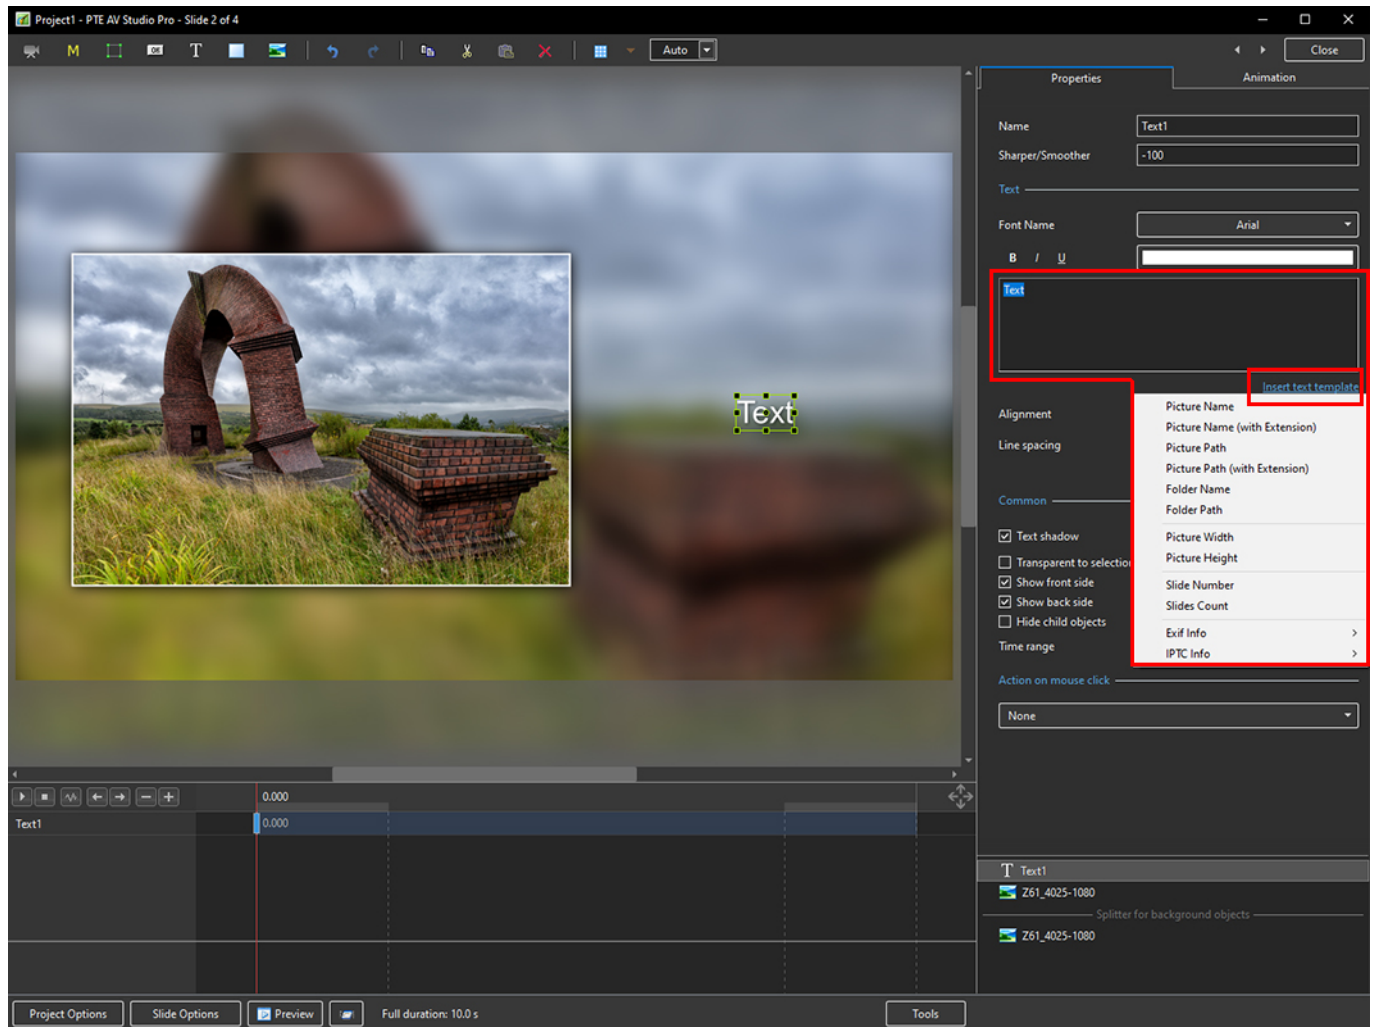 Project1 - PTE AV Studio Pro - Slide 2 of 4
M
OK
T
Auto
Close
Properties
Animation
Name
Text1
Sharper/Smoother
-100
Text
Font Name
Arial
B I U
Text
Insert text template
Text
Alignment
Line spacing
Picture Name
Picture Name (with Extension)
Picture Path
Picture Path (with Extension)
Folder Name
Folder Path
Picture Width
Picture Height
Slide Number
Slides Count
Exif Info
IPTC Info
Common
Text shadow
Transparent to selection
Show front side
Show back side
Hide child objects
Time range
Action on mouse click
None
0.000
Text1
0.000
T Text1
Z61_4025-1080
Splitter for background objects
Z61_4025-1080
Project Options
Slide Options
Preview
Full duration: 10.0 s
Tools